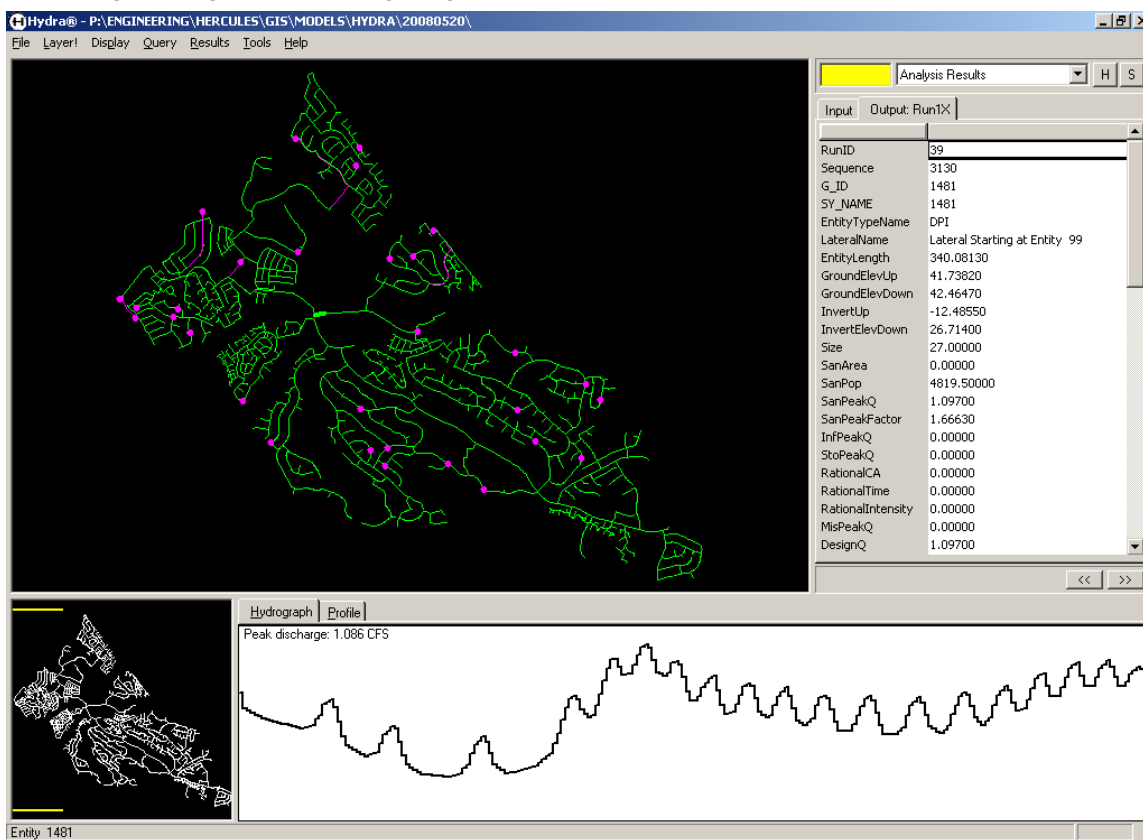 Hydra® - P:\ENGINEERING\HERCULES\GIS\MODELS\HYDRA\20080520\
File Layer! Display Query Results Tools Help
Analysis Results H S
Input Output: Run1X
RunID 39
Sequence 3130
G_ID 1481
SY_NAME 1481
EntityTypeName DPI
LateralName Lateral Starting at Entity 99
EntityLength 340.08130
GroundElevUp 41.73820
GroundElevDown 42.46470
InvertUp -12.48550
InvertElevDown 26.71400
Size 27.00000
SanArea 0.00000
SanPop 4819.50000
SanPeakQ 1.09700
SanPeakFactor 1.66630
InfPeakQ 0.00000
StoPeakQ 0.00000
RationalCA 0.00000
RationalTime 0.00000
RationalIntensity 0.00000
MisPeakQ 0.00000
DesignQ 1.09700
<< >>
Hydrograph Profile
Peak discharge: 1.086 CFS
Entity 1481